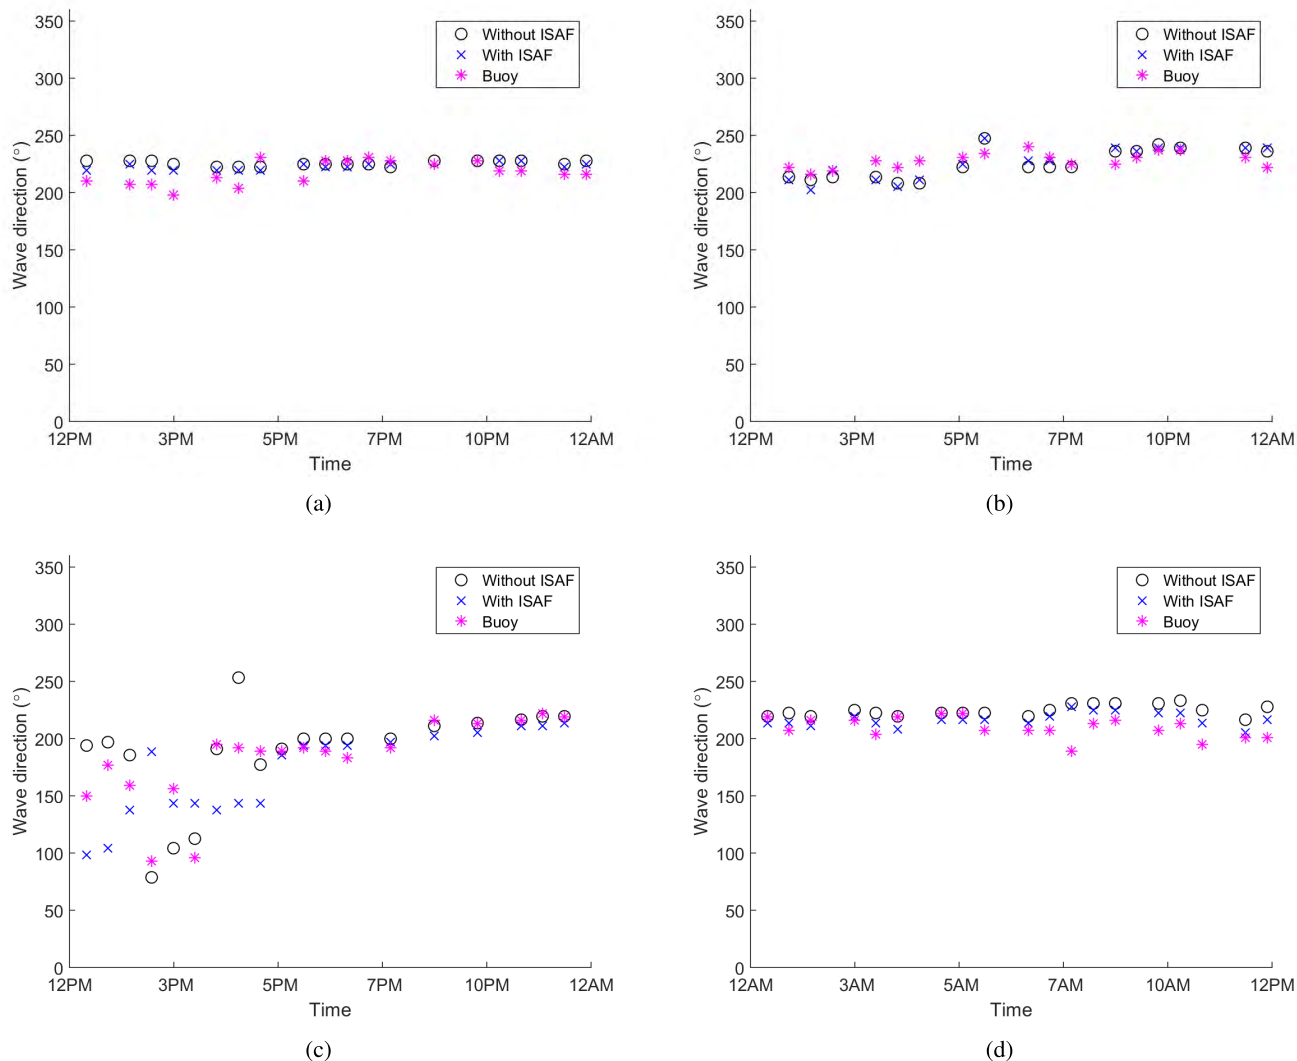 350
300
250
200
150
100
50
0
Wave direction (°)
12PM 3PM 5PM 7PM 10PM 12AM
Time
Without ISAF
With ISAF
Buoy
(a)
350
300
250
200
150
100
50
0
Wave direction (°)
12PM 3PM 5PM 7PM 10PM 12AM
Time
Without ISAF
With ISAF
Buoy
(b)
350
300
250
200
150
100
50
0
Wave direction (°)
12PM 3PM 5PM 7PM 10PM 12AM
Time
Without ISAF
With ISAF
Buoy
(c)
350
300
250
200
150
100
50
0
Wave direction (°)
12AM 3AM 5AM 7AM 10AM 12PM
Time
Without ISAF
With ISAF
Buoy
(d)